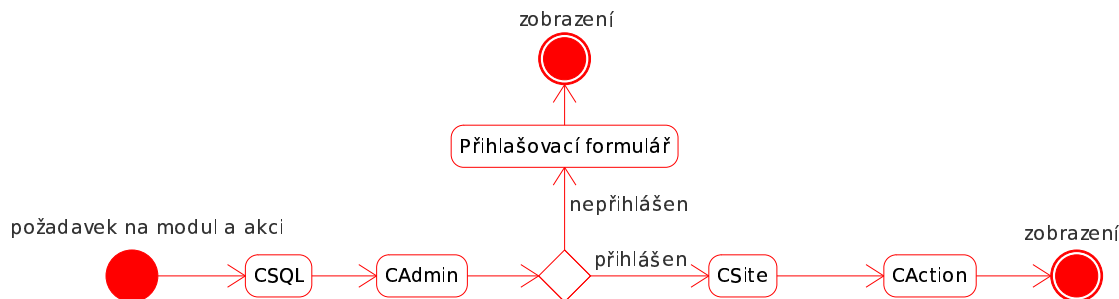 zobrazení
Přihlašovací formulář
nepřihlášen
požadavek na modul a akci
přihlášen
zobrazení
CSQL
CAdmin
CSite
CAction